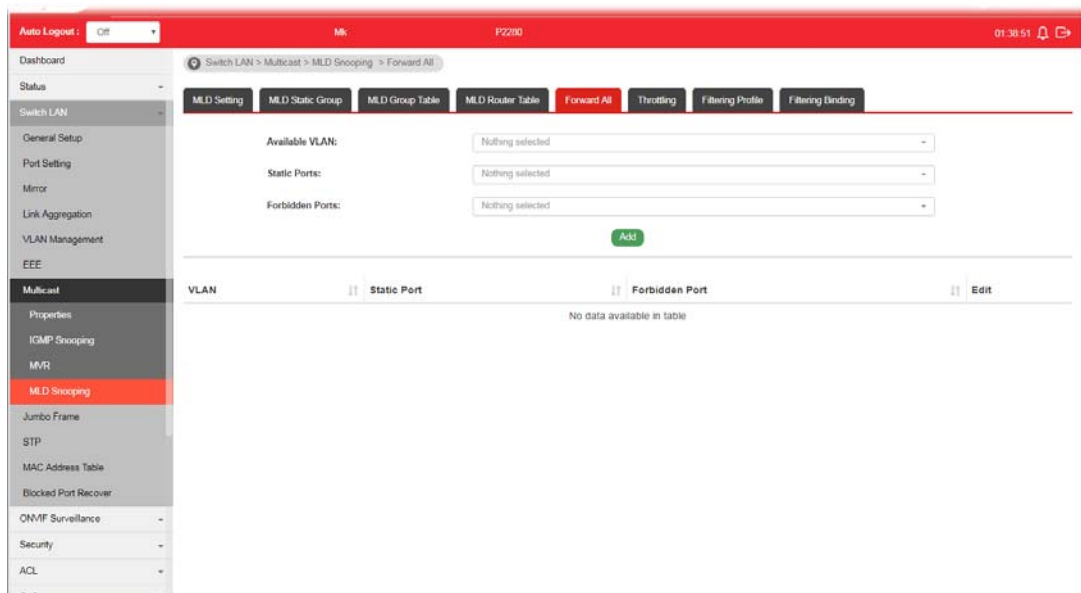 Auto Logout : Off Mk P2280 01:38:51
Dashboard
Switch LAN > Multicast > MLD Snooping > Forward All
Status
MLD Setting MLD Static Group MLD Group Table MLD Router Table Forward All Throttling Filtering Profile Filtering Binding
Switch LAN
General Setup
Available VLAN: Nothing selected
Port Setting
Static Ports: Nothing selected
Mirror
Forbidden Ports: Nothing selected
Link Aggregation
VLAN Management
Add
EEE
Multicast
VLAN Static Port Forbidden Port Edit
Properties
No data available in table
IGMP Snooping
MVR
MLD Snooping
Jumbo Frame
STP
MAC Address Table
Blocked Port Recover
ONVIF Surveillance
Security
ACL